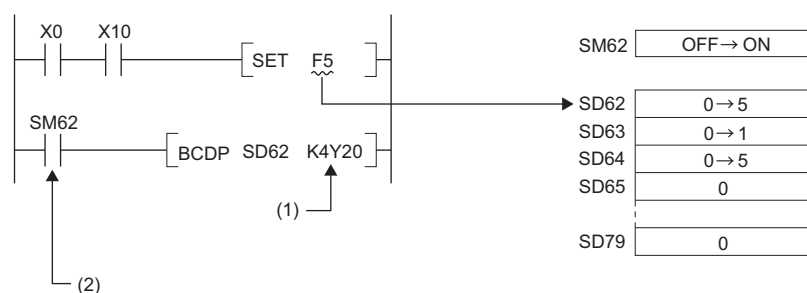 X0 X10
SET F5
SM62
BCDP SD62 K4Y20
(1)
(2)
SM62 OFF→ON
SD62 0→5
SD63 0→1
SD64 0→5
SD65 0
SD79 0